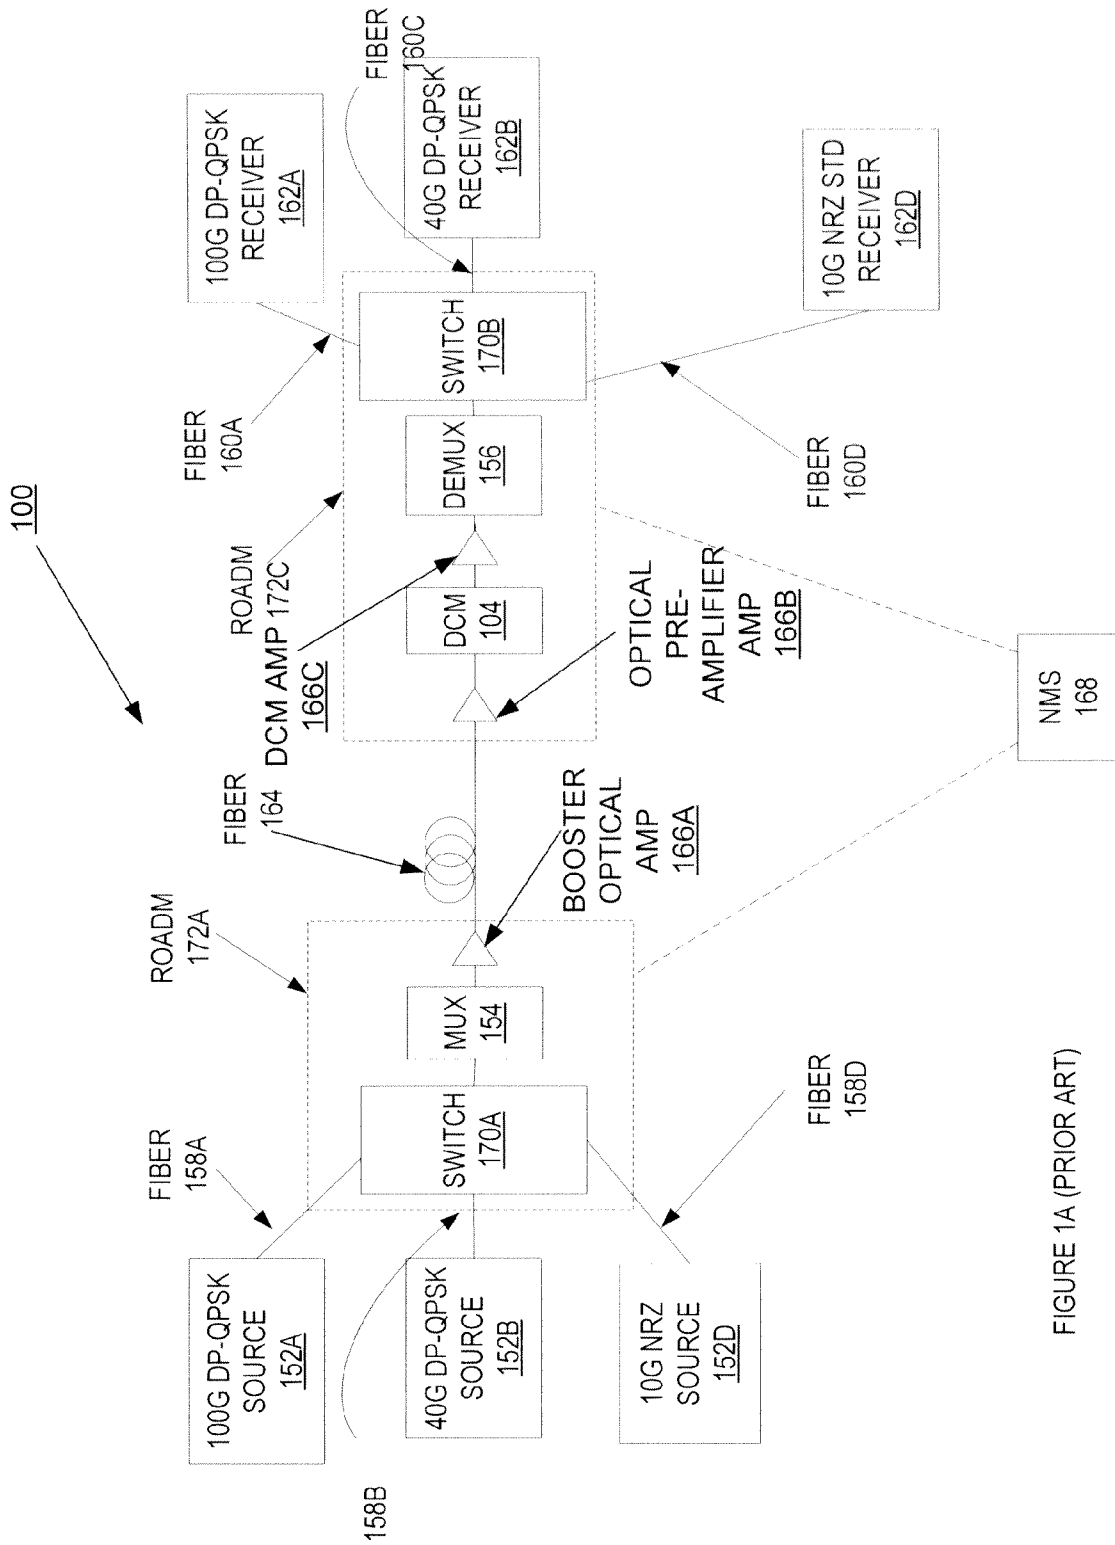 100
ROADM
172A
FIBER
158A
100G DP-QPSK
SOURCE
152A
158B
40G DP-QPSK
SOURCE
152B
10G NRZ
SOURCE
152D
FIBER
158D
SWITCH
170A
MUX
154
BOOSTER
OPTICAL
AMP
166A
FIBER
164
ROADM
172C
DCM AMP
166C
OPTICAL
PRE-
AMPLIFIER
AMP
166B
DCM
104
DEMUX
156
SWITCH
170B
FIBER
160A
100G DP-QPSK
RECEIVER
162A
FIBER
160C
40G DP-QPSK
RECEIVER
162B
FIBER
160D
10G NRZ STD
RECEIVER
162D
NMS
168
FIGURE 1A (PRIOR ART)